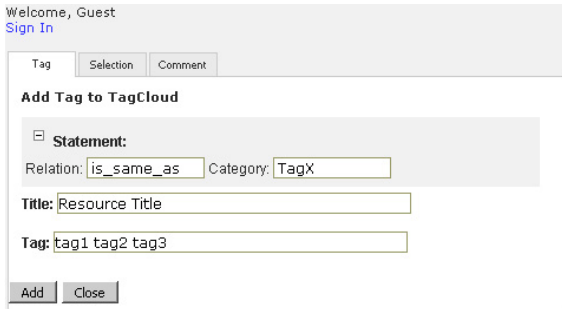 Welcome, Guest
Sign In
Tag Selection Comment
Add Tag to TagCloud
Statement:
Relation: is_same_as Category: TagX
Title: Resource Title
Tag: tag1 tag2 tag3
Add Close